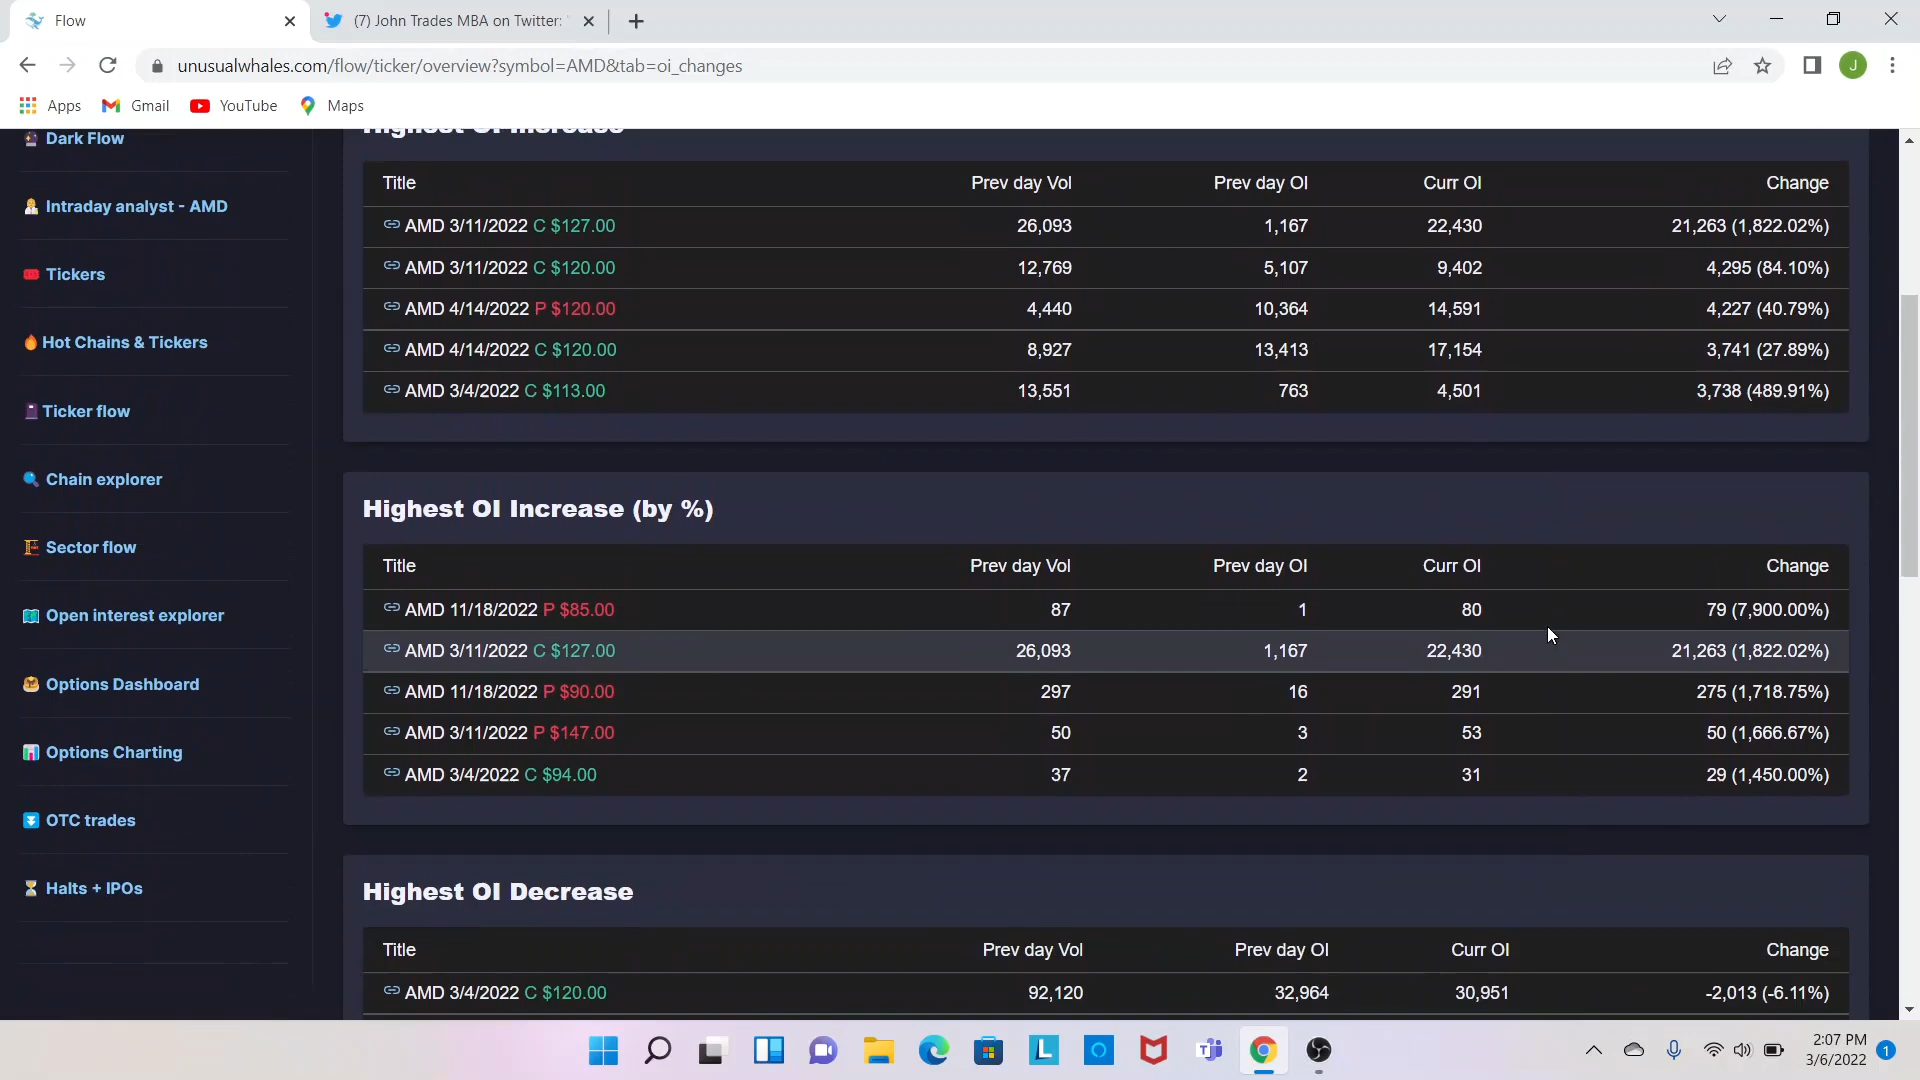 Flow
(7) John Trades MBA on Twitter: "
unusualwhales.com/flow/ticker/overview?symbol=AMD&tab=oi_changes
J
Apps Gmail YouTube Maps
Dark Flow
Intraday analyst - AMD
Tickers
Hot Chains & Tickers
Ticker flow
Chain explorer
Sector flow
Open interest explorer
Options Dashboard
Options Charting
OTC trades
Halts + IPOs
Highest OI Increase
Title Prev day Vol Prev day OI Curr OI Change
AMD 3/11/2022 C $127.00 26,093 1,167 22,430 21,263 (1,822.02%)
AMD 3/11/2022 C $120.00 12,769 5,107 9,402 4,295 (84.10%)
AMD 4/14/2022 P $120.00 4,440 10,364 14,591 4,227 (40.79%)
AMD 4/14/2022 C $120.00 8,927 13,413 17,154 3,741 (27.89%)
AMD 3/4/2022 C $113.00 13,551 763 4,501 3,738 (489.91%)
Highest OI Increase (by %)
Title Prev day Vol Prev day OI Curr OI Change
AMD 11/18/2022 P $85.00 87 1 80 79 (7,900.00%)
AMD 3/11/2022 C $127.00 26,093 1,167 22,430 21,263 (1,822.02%)
AMD 11/18/2022 P $90.00 297 16 291 275 (1,718.75%)
AMD 3/11/2022 P $147.00 50 3 53 50 (1,666.67%)
AMD 3/4/2022 C $94.00 37 2 31 29 (1,450.00%)
Highest OI Decrease
Title Prev day Vol Prev day OI Curr OI Change
AMD 3/4/2022 C $120.00 92,120 32,964 30,951 -2,013 (-6.11%)
L
2:07 PM
3/6/2022
1